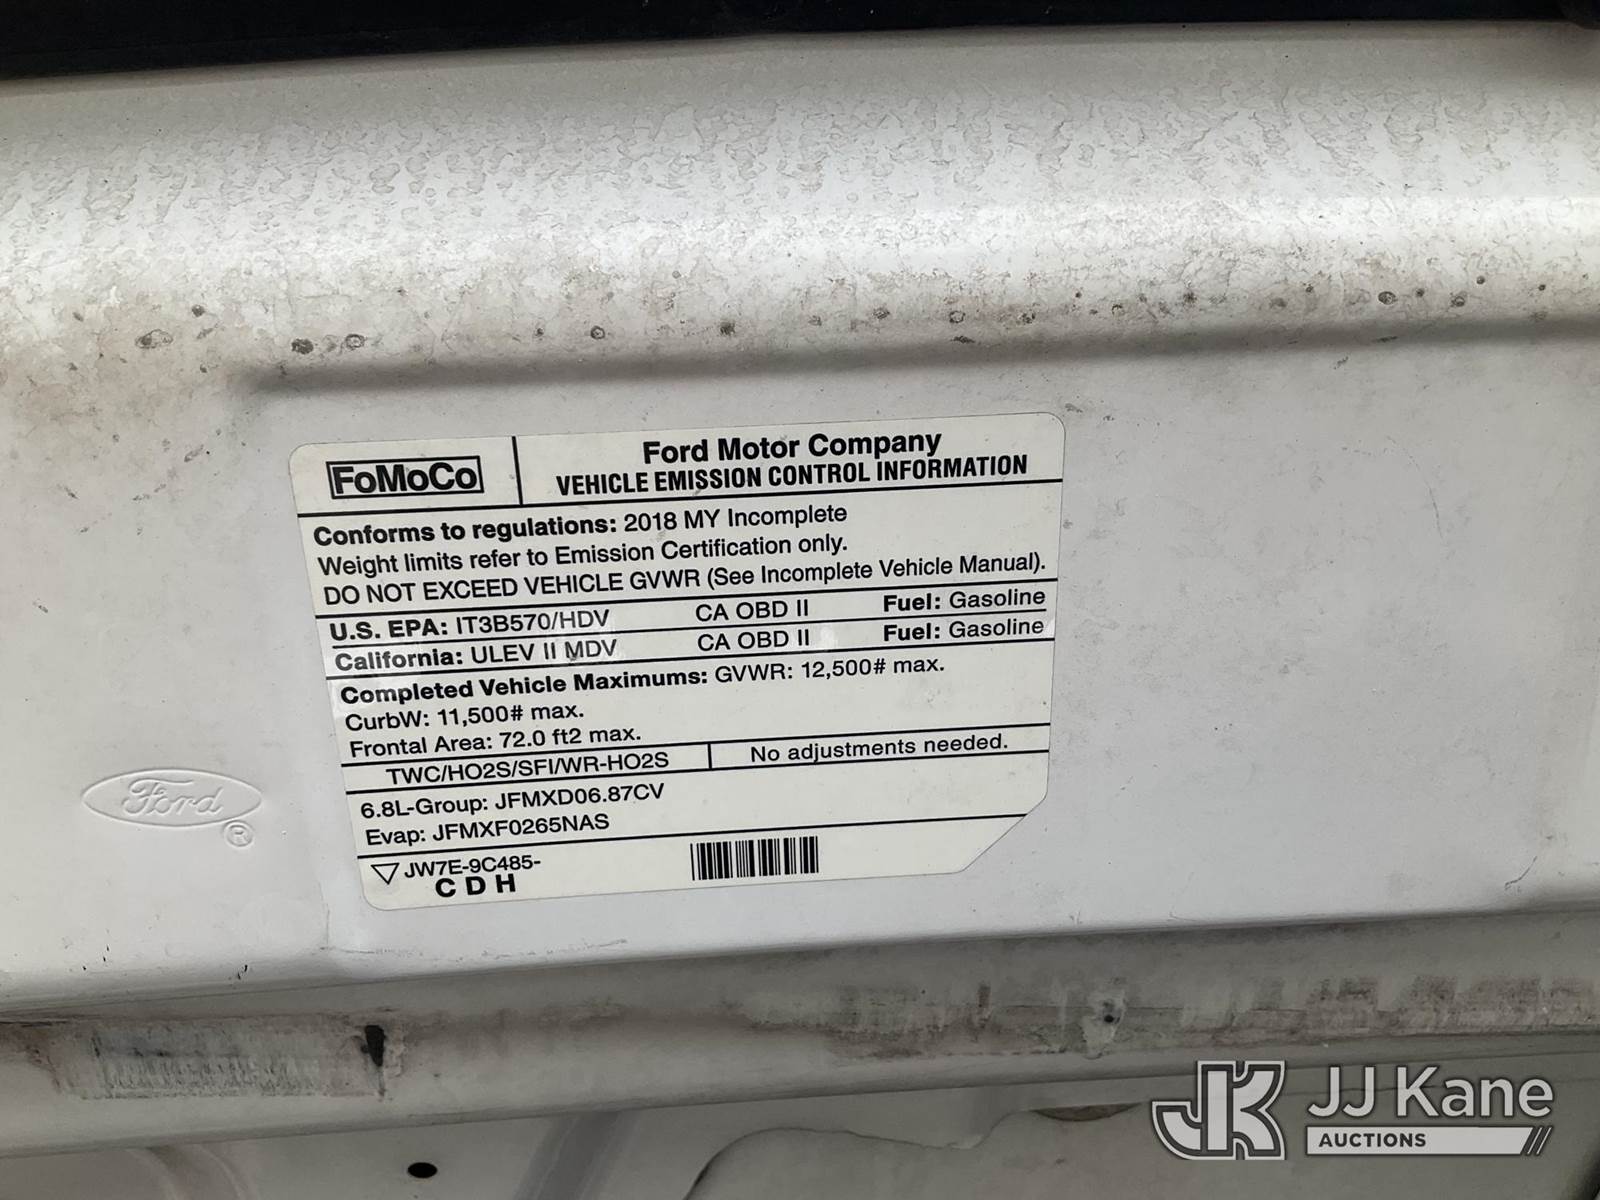 FoMoCo
Ford Motor Company
VEHICLE EMISSION CONTROL INFORMATION
Conforms to regulations: 2018 MY Incomplete
Weight limits refer to Emission Certification only.
DO NOT EXCEED VEHICLE GVWR (See Incomplete Vehicle Manual).
U.S. EPA: IT3B570/HDV CA OBD II Fuel: Gasoline
California: ULEV II MDV CA OBD II Fuel: Gasoline
Completed Vehicle Maximums: GVWR: 12,500# max.
CurbW: 11,500# max.
Frontal Area: 72.0 ft2 max.
TWC/HO2S/SFI/WR-HO2S No adjustments needed.
6.8L-Group: JFMXD06.87CV
Evap: JFMXF0265NAS
JW7E-9C485-
C D H
Ford ®
JK JJ Kane
AUCTIONS